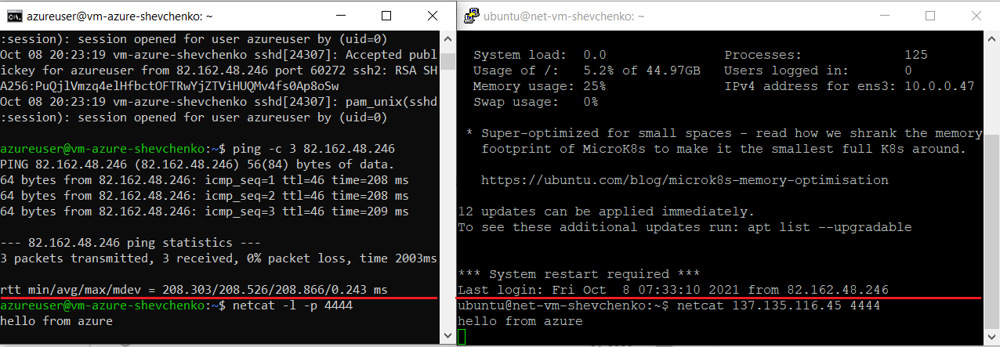 azureuser@vm-azure-shevchenko: ~
:session): session opened for user azureuser by (uid=0)
Oct 08 20:23:19 vm-azure-shevchenko sshd[24307]: Accepted publ
ickey for azureuser from 82.162.48.246 port 60272 ssh2: RSA SH
A256:PuQjlVmzq4elHfbctOFTRwYjZTViHUQMv4fs0Ap8oSw
Oct 08 20:23:19 vm-azure-shevchenko sshd[24307]: pam_unix(sshd
:session): session opened for user azureuser by (uid=0)
azureuser@vm-azure-shevchenko:~$ ping -c 3 82.162.48.246
PING 82.162.48.246 (82.162.48.246) 56(84) bytes of data.
64 bytes from 82.162.48.246: icmp_seq=1 ttl=46 time=208 ms
64 bytes from 82.162.48.246: icmp_seq=2 ttl=46 time=208 ms
64 bytes from 82.162.48.246: icmp_seq=3 ttl=46 time=209 ms
--- 82.162.48.246 ping statistics ---
3 packets transmitted, 3 received, 0% packet loss, time 2003ms
rtt min/avg/max/mdev = 208.303/208.526/208.866/0.243 ms
azureuser@vm-azure-shevchenko:~$ netcat -l -p 4444
hello from azure
ubuntu@net-vm-shevchenko: ~
System load: 0.0 Processes: 125
Usage of /: 5.2% of 44.97GB Users logged in: 0
Memory usage: 25% IPv4 address for ens3: 10.0.0.47
Swap usage: 0%
* Super-optimized for small spaces - read how we shrank the memory
footprint of MicroK8s to make it the smallest full K8s around.
https://ubuntu.com/blog/microk8s-memory-optimisation
12 updates can be applied immediately.
To see these additional updates run: apt list --upgradable
*** System restart required ***
Last login: Fri Oct  8 07:33:10 2021 from 82.162.48.246
ubuntu@net-vm-shevchenko:~$ netcat 137.135.116.45 4444
hello from azure